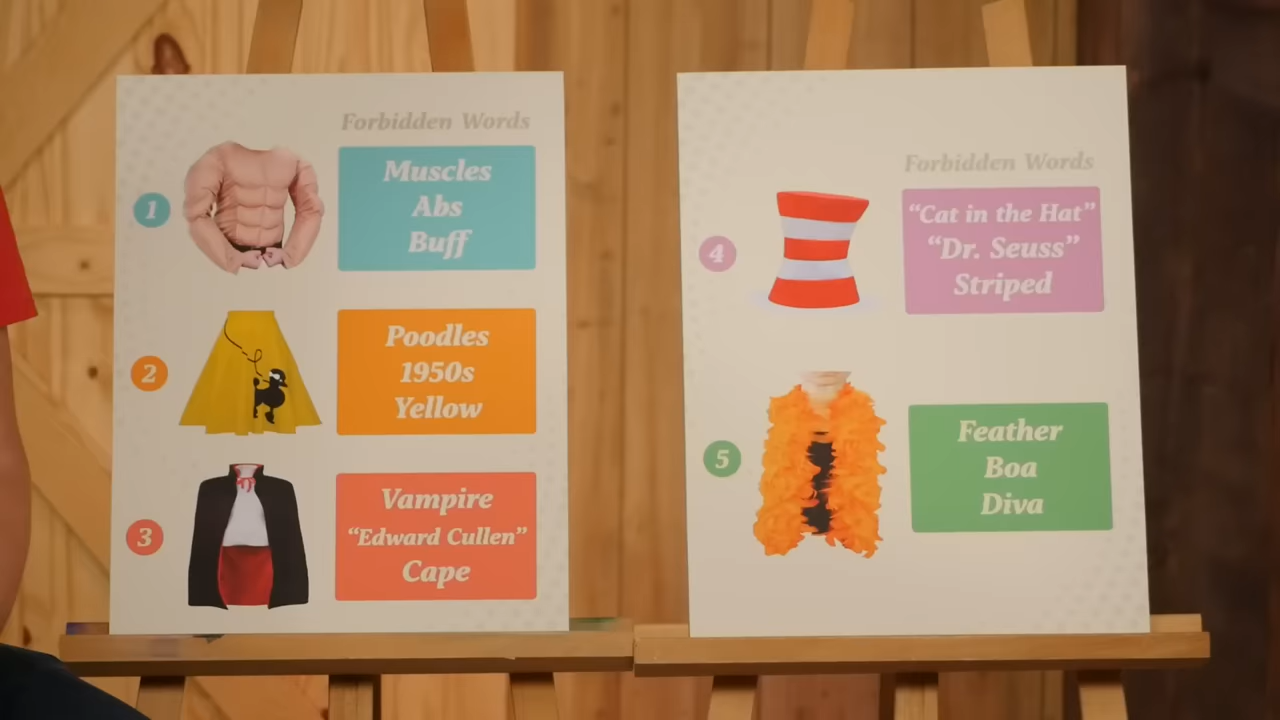 Forbidden Words
1
Muscles
Abs
Buff
2
Poodles
1950s
Yellow
3
Vampire
“Edward Cullen”
Cape
Forbidden Words
4
“Cat in the Hat”
“Dr. Seuss”
Striped
5
Feather
Boa
Diva